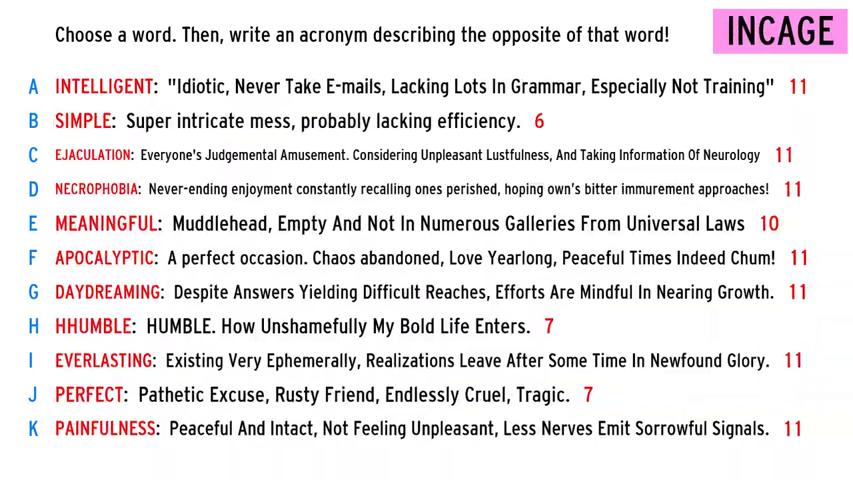 Choose a word. Then, write an acronym describing the opposite of that word!
INCAGE
A INTELLIGENT: "Idiotic, Never Take E-mails, Lacking Lots In Grammar, Especially Not Training" 11
B SIMPLE: Super intricate mess, probably lacking efficiency. 6
C EJACULATION: Everyone's Judgemental Amusement. Considering Unpleasant Lustfulness, And Taking Information Of Neurology 11
D NECROPHOBIA: Never-ending enjoyment constantly recalling ones perished, hoping own's bitter immurement approaches! 11
E MEANINGFUL: Muddlehead, Empty And Not In Numerous Galleries From Universal Laws 10
F APOCALYPTIC: A perfect occasion. Chaos abandoned, Love Yearlong, Peaceful Times Indeed Chum! 11
G DAYDREAMING: Despite Answers Yielding Difficult Reaches, Efforts Are Mindful In Nearing Growth. 11
H HHUMBLE: HUMBLE. How Unshamefully My Bold Life Enters. 7
I EVERLASTING: Existing Very Ephemerally, Realizations Leave After Some Time In Newfound Glory. 11
J PERFECT: Pathetic Excuse, Rusty Friend, Endlessly Cruel, Tragic. 7
K PAINFULNESS: Peaceful And Intact, Not Feeling Unpleasant, Less Nerves Emit Sorrowful Signals. 11